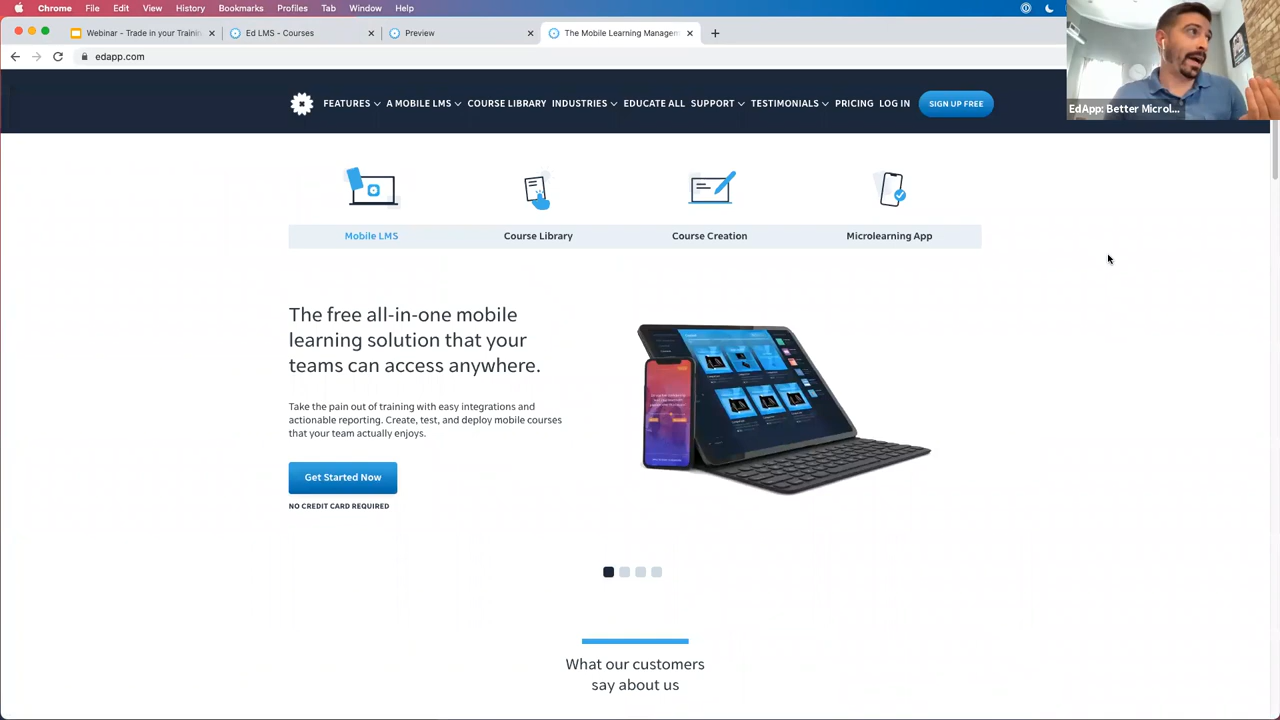 Chrome File Edit View History Bookmarks Profiles Tab Window Help
Webinar - Trade in your Trainin
Ed LMS - Courses
Preview
The Mobile Learning Managem
edapp.com
EdApp: Better Microl...
FEATURES A MOBILE LMS COURSE LIBRARY INDUSTRIES EDUCATE ALL SUPPORT TESTIMONIALS PRICING LOG IN SIGN UP FREE
Mobile LMS Course Library Course Creation Microlearning App
The free all-in-one mobile
learning solution that your
teams can access anywhere.
Take the pain out of training with easy integrations and
actionable reporting. Create, test, and deploy mobile courses
that your team actually enjoys.
Get Started Now
NO CREDIT CARD REQUIRED
What our customers
say about us